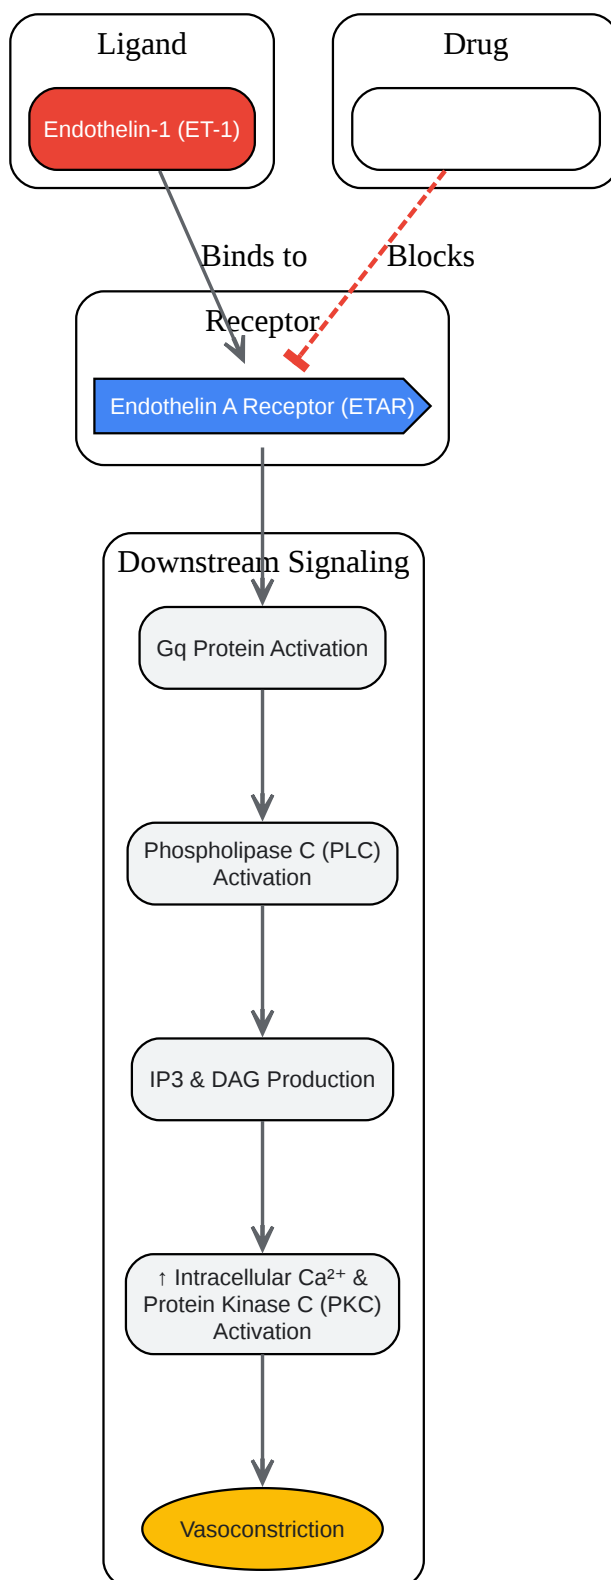 Ligand
Drug
Endothelin-1 (ET-1)
Binds to
Blocks
Receptor
Endothelin A Receptor (ETAR)
Downstream Signaling
Gq Protein Activation
Phospholipase C (PLC)
Activation
IP3 & DAG Production
↑ Intracellular Ca²⁺ &
Protein Kinase C (PKC)
Activation
Vasoconstriction